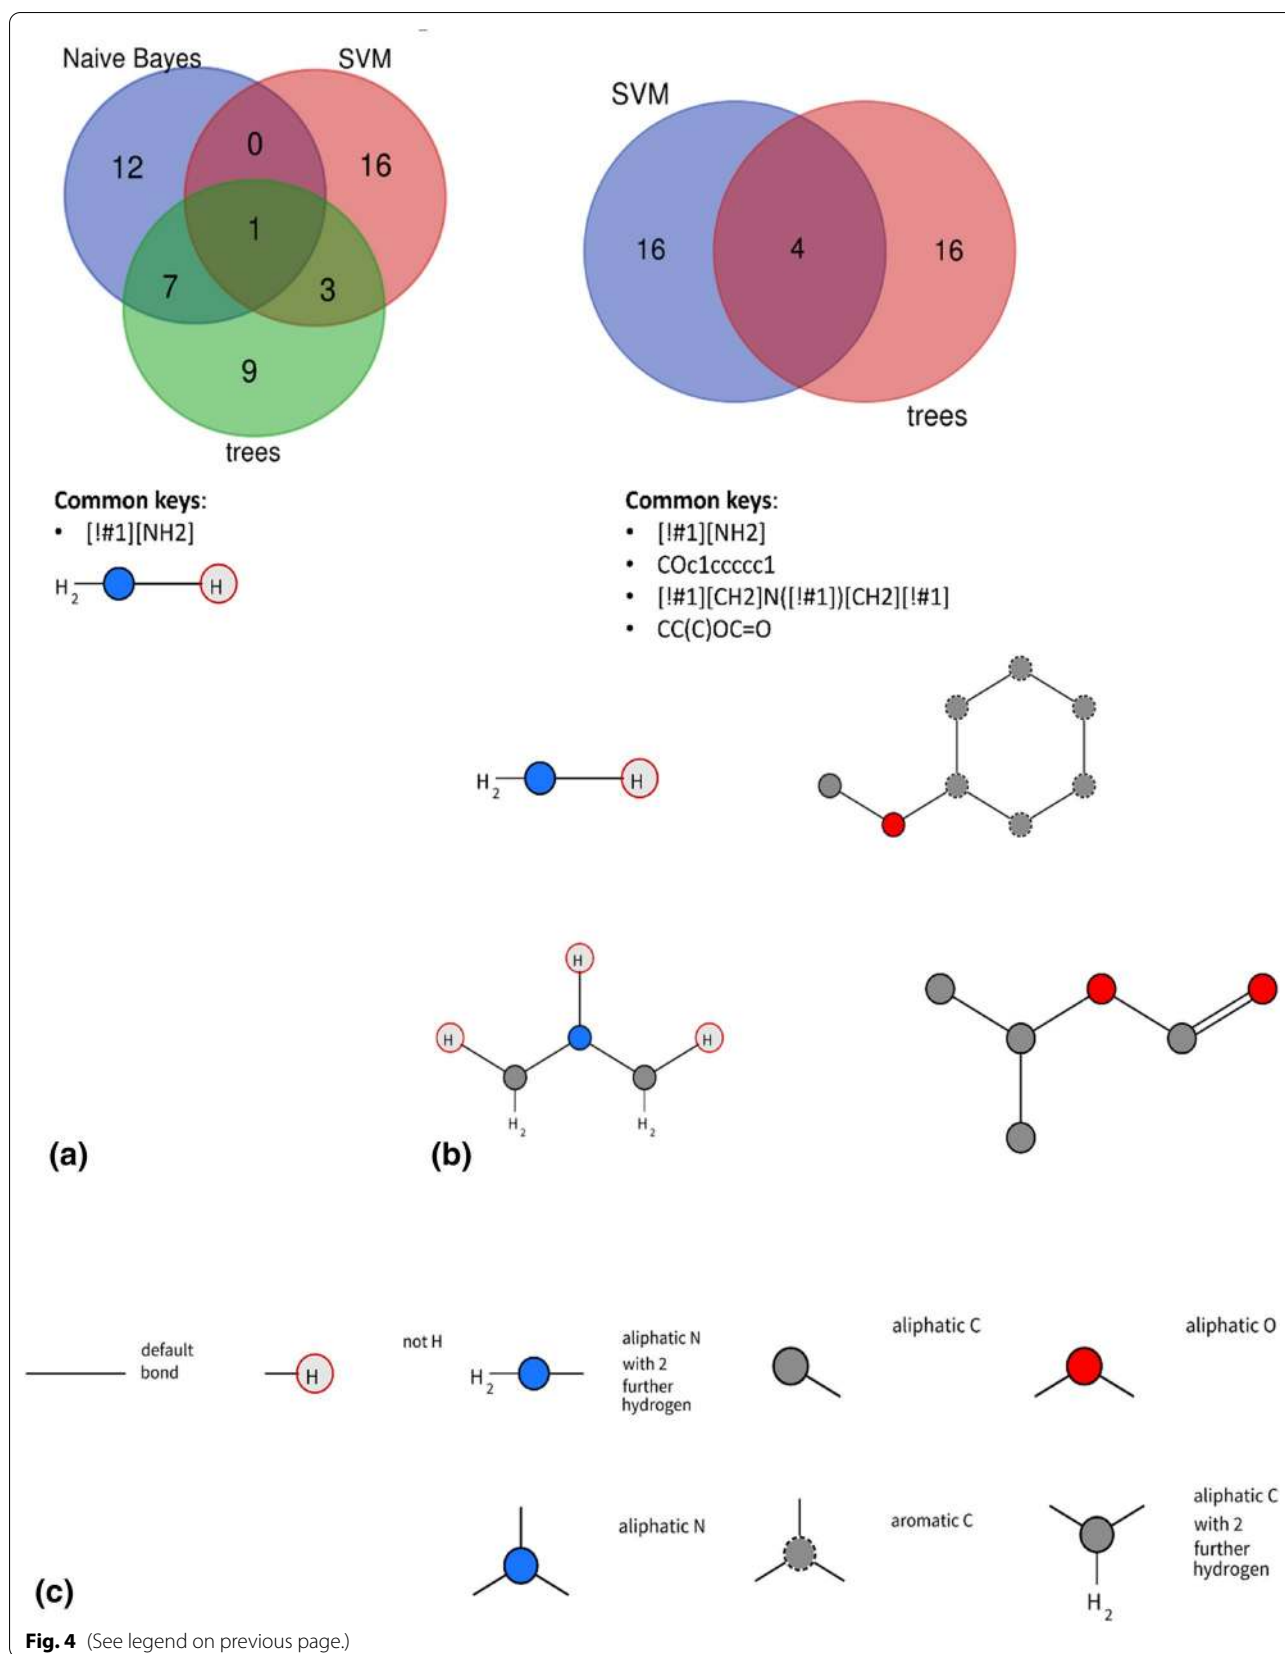 Naive Bayes
SVM
12
0
16
1
7
3
9
trees
SVM
16
4
16
trees
Common keys:
• [!#1][NH2]
H2
H
Common keys:
• [!#1][NH2]
• COc1ccccc1
• [!#1][CH2]N([!#1])[CH2][!#1]
• CC(C)OC=O
H2
H
H
H
H
H2
H2
(a)
(b)
default
bond
H
not H
H2
aliphatic N
with 2
further
hydrogen
aliphatic C
aliphatic O
aliphatic N
aromatic C
aliphatic C
with 2
further
hydrogen
H2
(c)
Fig. 4 (See legend on previous page.)